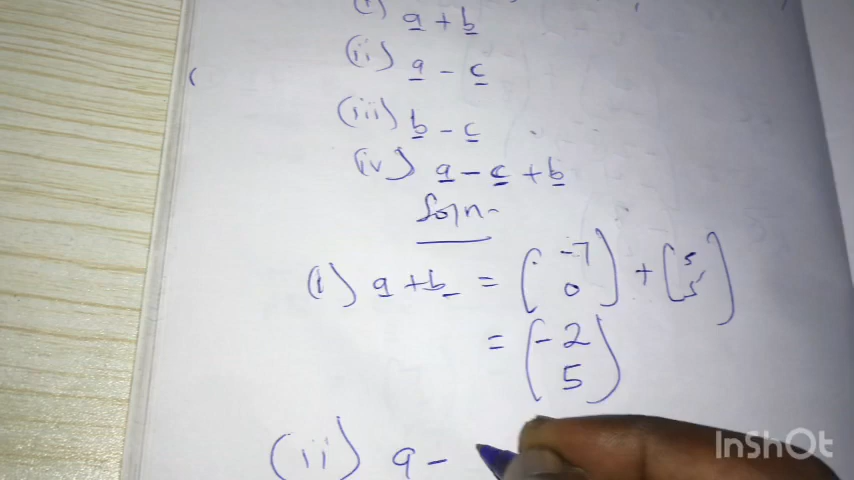 (i) a + b
(ii) a - c
(iii) b - c
(iv) a - c + b
Soln-
(i) a + b = (-7 0) + (5 5)
= (-2 5)
(ii) a -
InShOt